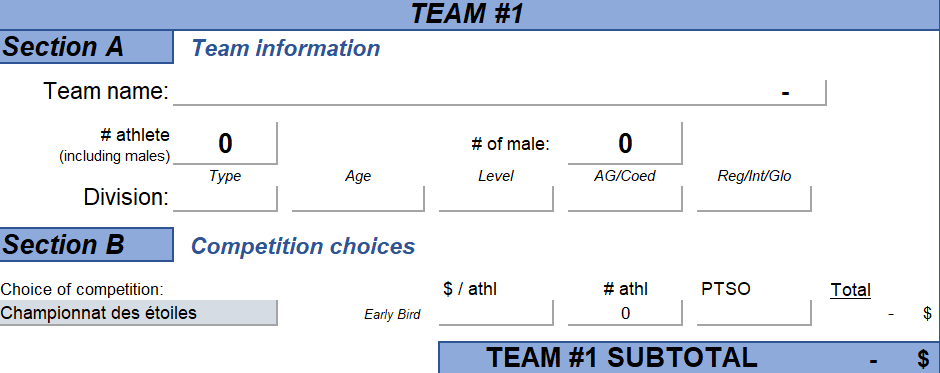 TEAM #1
Section A Team information
Team name: -
# athlete 0 # of male: 0
(including males)
Type Age Level AG/Coed Reg/Int/Glo
Division:
Section B Competition choices
Choice of competition: $ / athl # athl PTSO Total
Championnat des étoiles Early Bird 0 - $
TEAM #1 SUBTOTAL - $